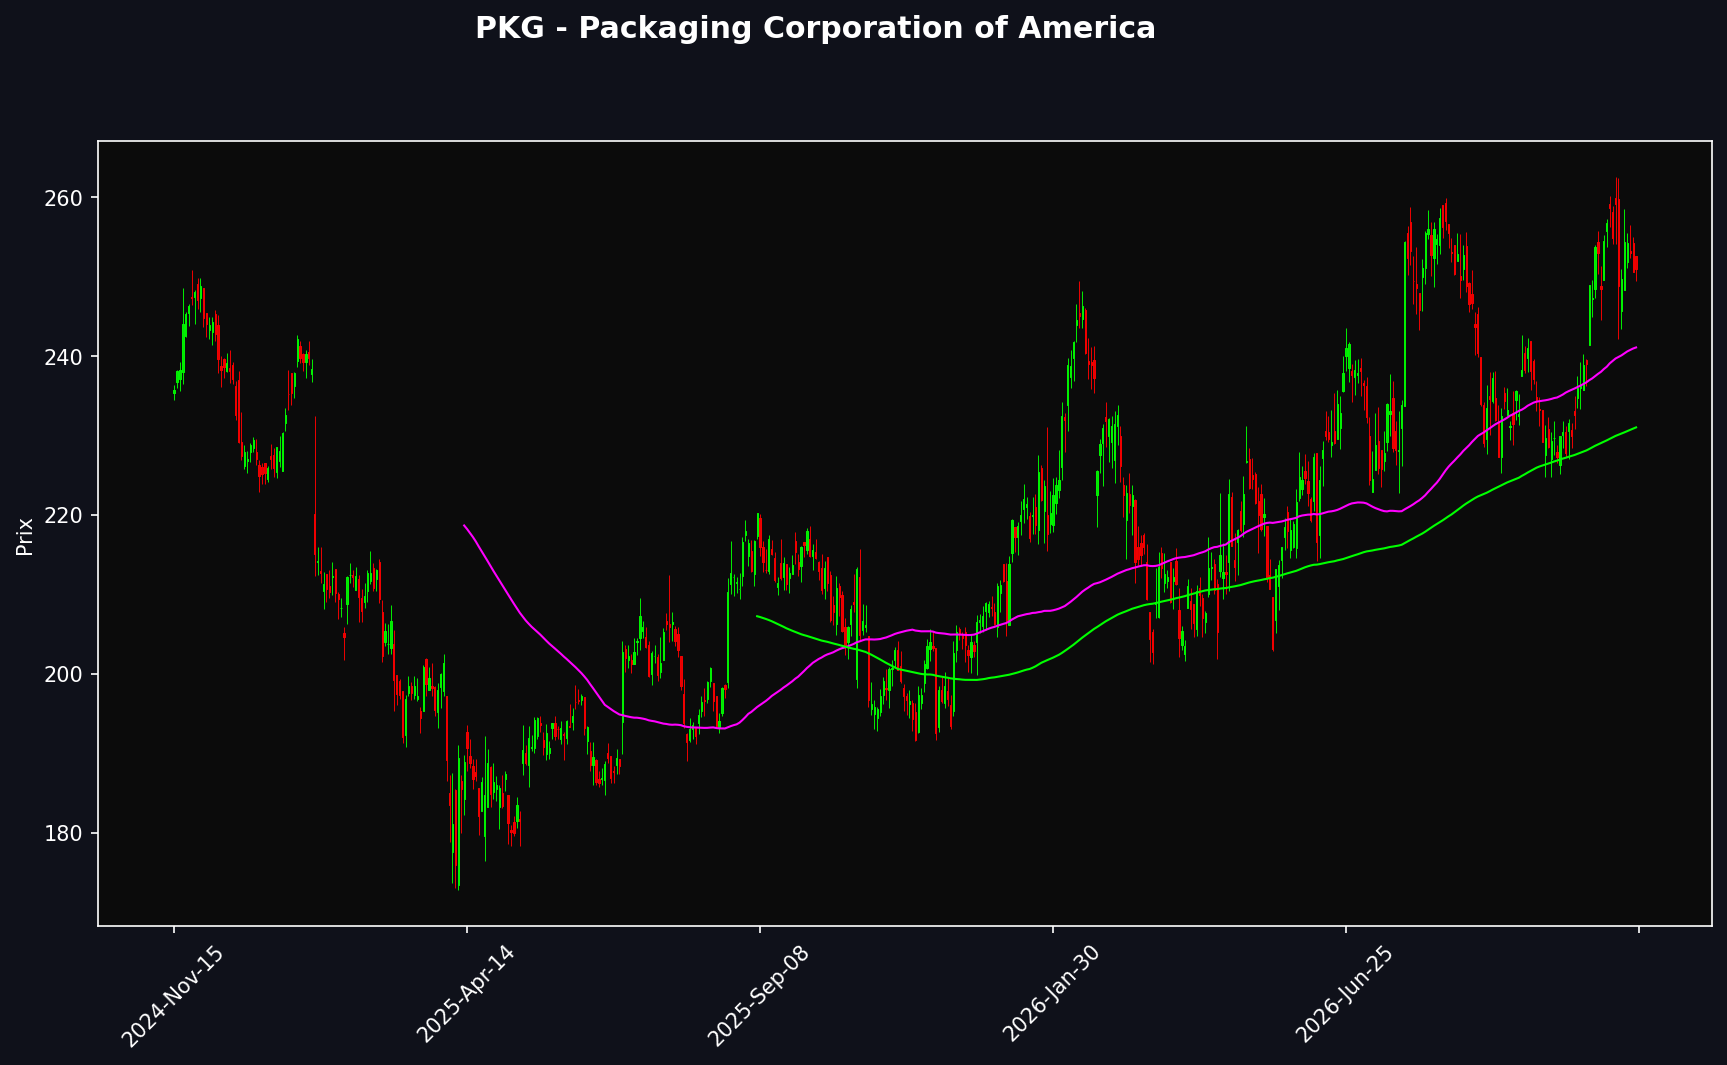 PKG - Packaging Corporation of America
Prix
260
240
220
200
180
2024-Nov-15
2025-Apr-14
2025-Sep-08
2026-Jan-30
2026-Jun-25